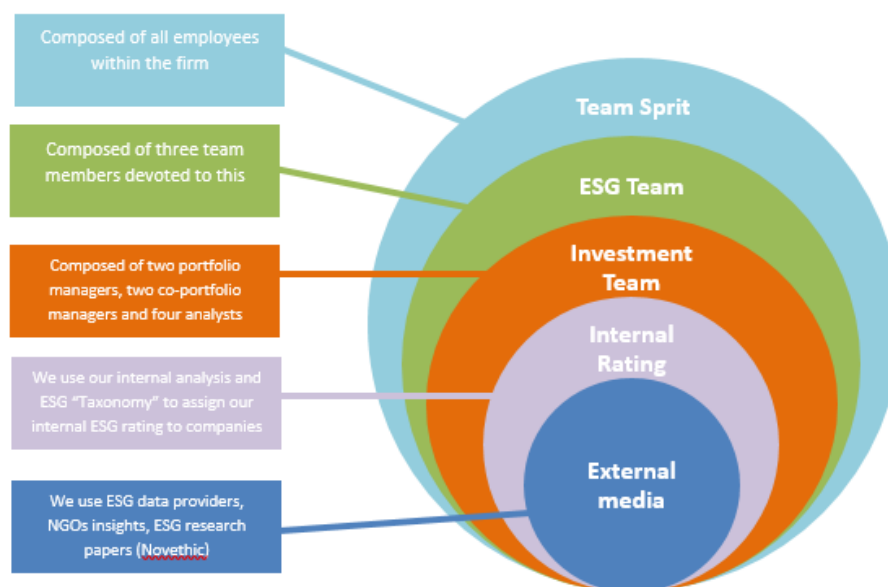 Composed of all employees
within the firm
Team Sprit
Composed of three team
members devoted to this
ESG Team
Composed of two portfolio
managers, two co-portfolio
managers and four analysts
Investment
Team
We use our internal analysis and
ESG “Taxonomy” to assign our
internal ESG rating to companies
Internal
Rating
We use ESG data providers,
NGOs insights, ESG research
papers (Novethic)
External
media